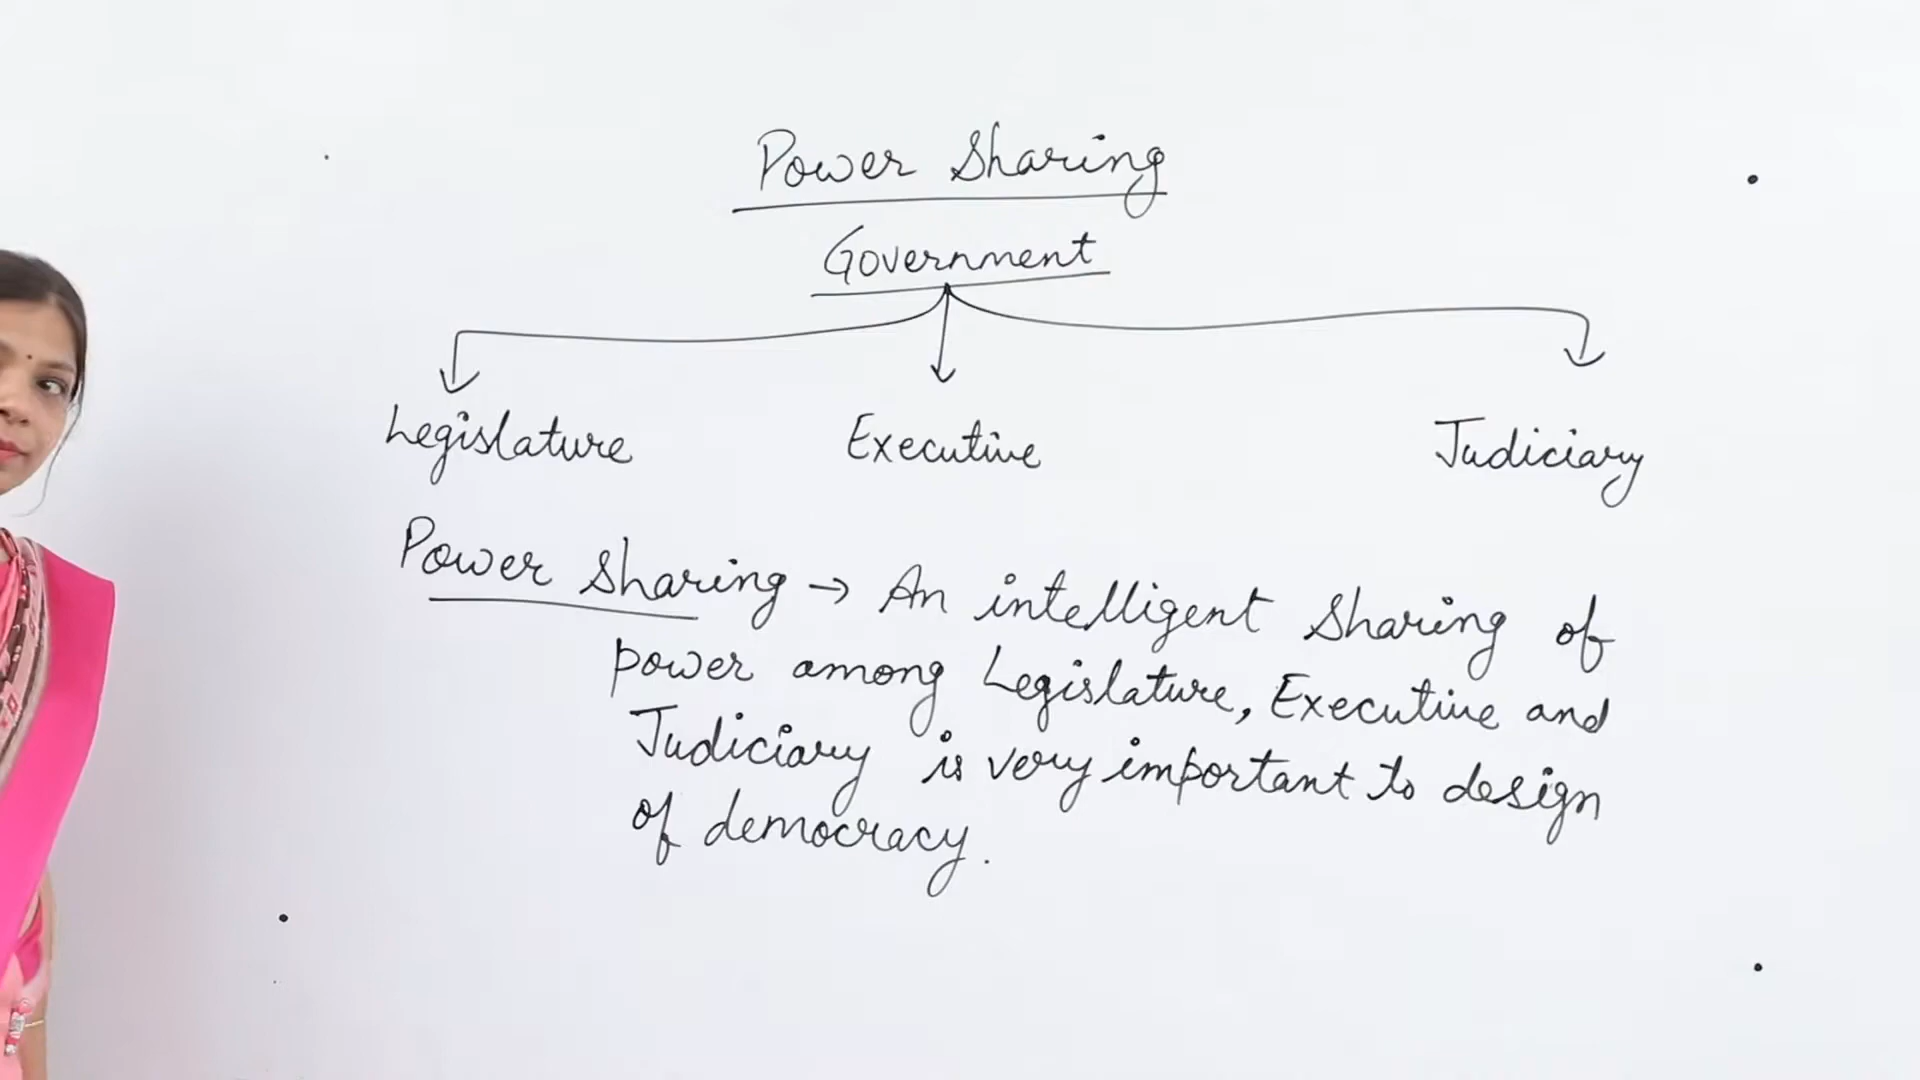 Power Sharing
Government
Legislature Executive Judiciary
Power Sharing → An intelligent Sharing of
power among Legislature, Executive and
Judiciary is very important to design
of democracy.